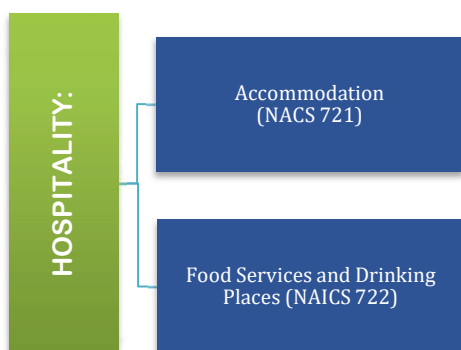 HOSPITALITY:
Accommodation
(NACS 721)
Food Services and Drinking
Places (NAICS 722)